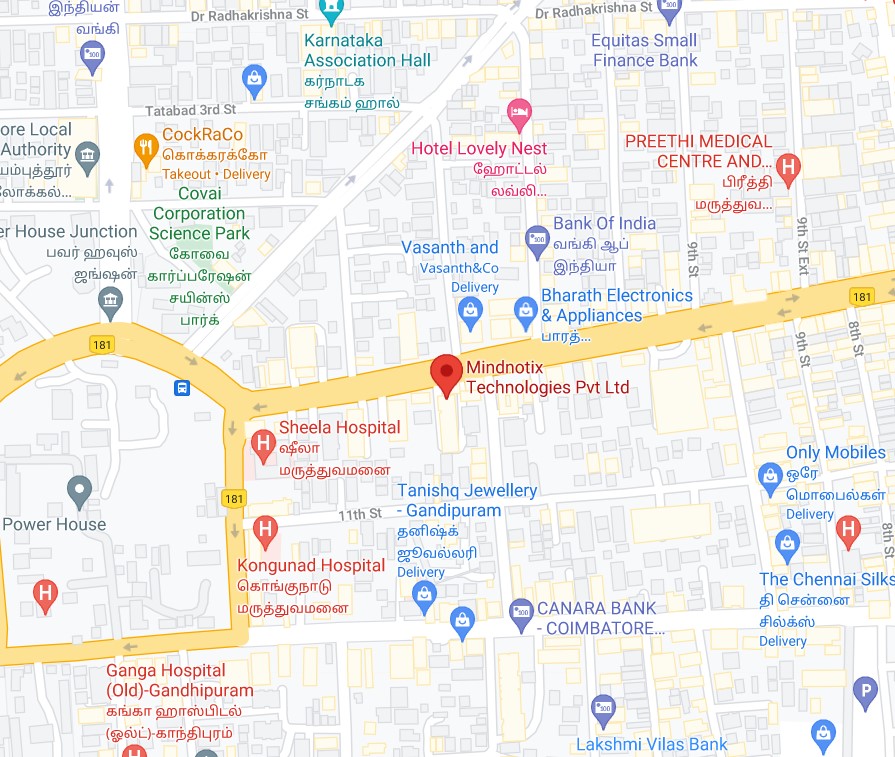 இந்தியன்
வங்கி
Dr Radhakrishna St
Dr Radhakrishna St
Karnataka
Association Hall
கர்நாடக
சங்கம் ஹால்
Equitas Small
Finance Bank
Tatabad 3rd St
ore Local
Authority
யம்புத்தூர்
லோக்கல்...
CockRaCo
கொக்கரக்கோ
Takeout • Delivery
Hotel Lovely Nest
ஹோட்டல்
லவ்லி...
PREETHI MEDICAL
CENTRE AND...
பிரீத்தி
மருத்துவ...
Covai
Corporation
Science Park
கோவை
கார்ப்பரேஷன்
சயின்ஸ்
பார்க்
er House Junction
பவர் ஹவுஸ்
ஜங்ஷன்
Bank Of India
வங்கி ஆப்
இந்தியா
9th St
9th St Ext
Vasanth and
Vasanth&Co
Delivery
Bharath Electronics
& Appliances
பாரத்...
181
181
9th St
8th St
Mindnotix
Technologies Pvt Ltd
Sheela Hospital
ஷீலா
மருத்துவமனை
181
Only Mobiles
ஒரே
மொபைல்கள்
Delivery
Tanishq Jewellery
- Gandipuram
தனிஷ்க்
ஜூவல்லரி
Delivery
11th St
Power House
8th St
Kongunad Hospital
கொங்குநாடு
மருத்துவமனை
The Chennai Silks
தி சென்னை
சில்க்ஸ்
Delivery
CANARA BANK
- COIMBATORE...
Ganga Hospital
(Old)-Gandhipuram
கங்கா ஹாஸ்பிடல்
(ஓல்ட்)-காந்திபுரம்
P
Lakshmi Vilas Bank